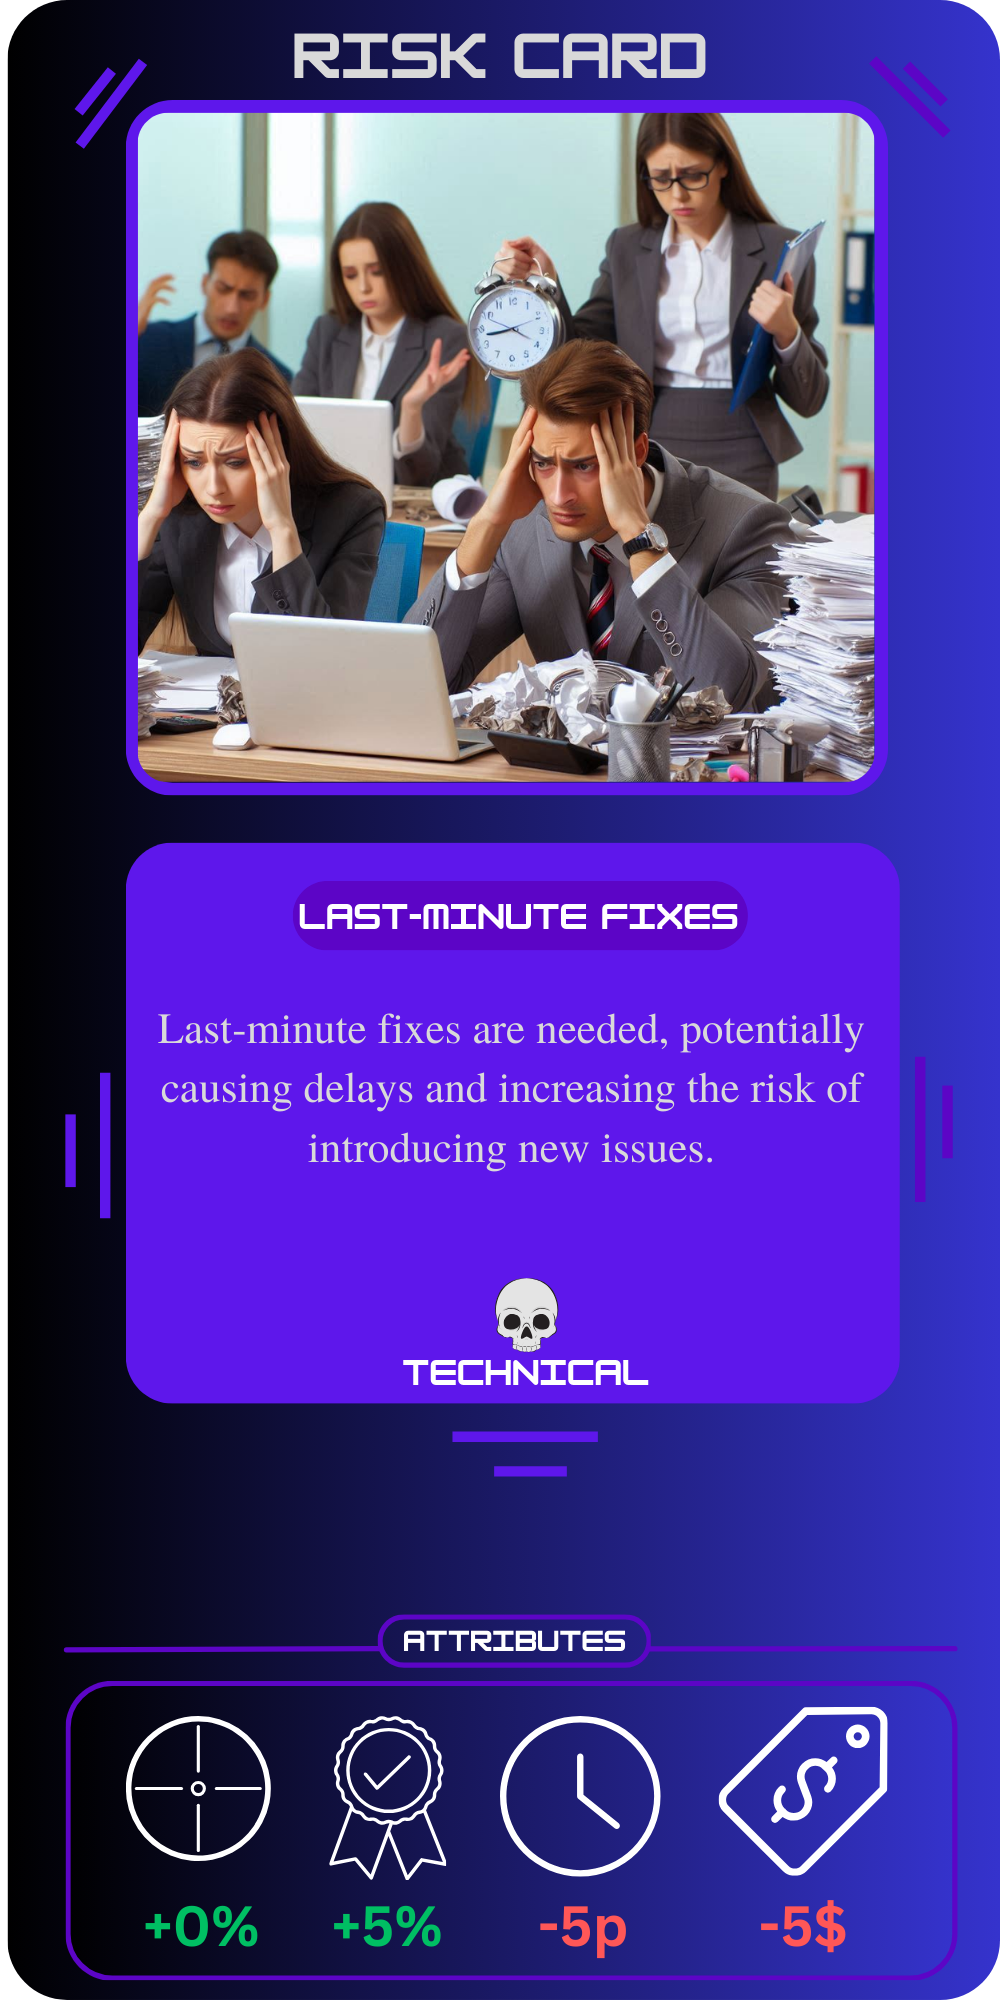 RISK CARD
LAST-MINUTE FIXES
Last-minute fixes are needed, potentially
causing delays and increasing the risk of
introducing new issues.
TECHNICAL
ATTRIBUTES
+0% +5% -5p -5$